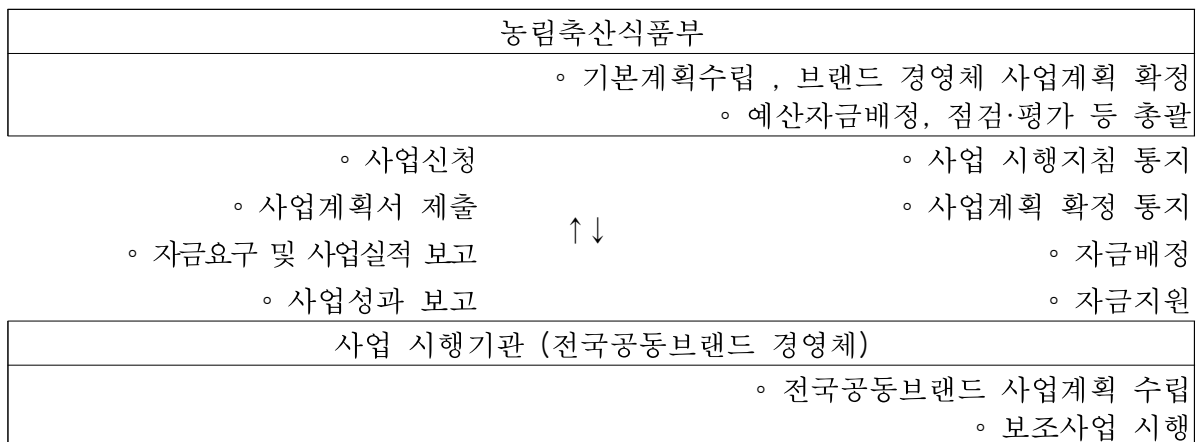 농림축산식품부
◦ 기본계획수립 , 브랜드 경영체 사업계획 확정
◦ 예산자금배정, 점검·평가 등 총괄
◦ 사업신청
◦ 사업계획서 제출
◦ 자금요구 및 사업실적 보고
◦ 사업성과 보고
↑↓
◦ 사업 시행지침 통지
◦ 사업계획 확정 통지
◦ 자금배정
◦ 자금지원
사업 시행기관 (전국공동브랜드 경영체)
◦ 전국공동브랜드 사업계획 수립
◦ 보조사업 시행